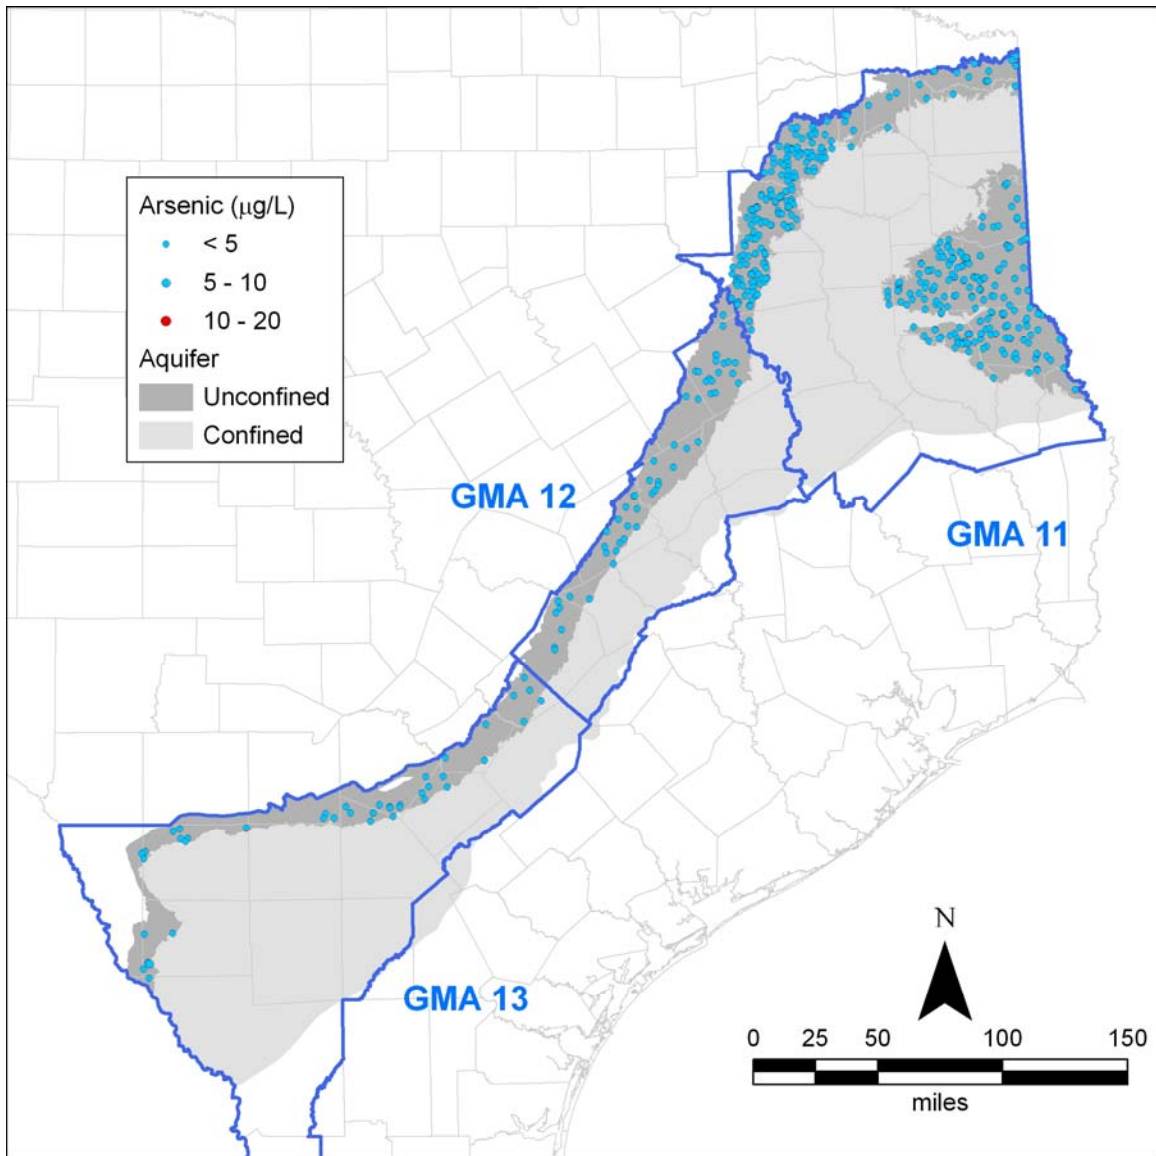 Arsenic (μg/L)
< 5
5 - 10
10 - 20
Aquifer
Unconfined
Confined
GMA 12
GMA 11
GMA 13
N
0 25 50 100 150
miles